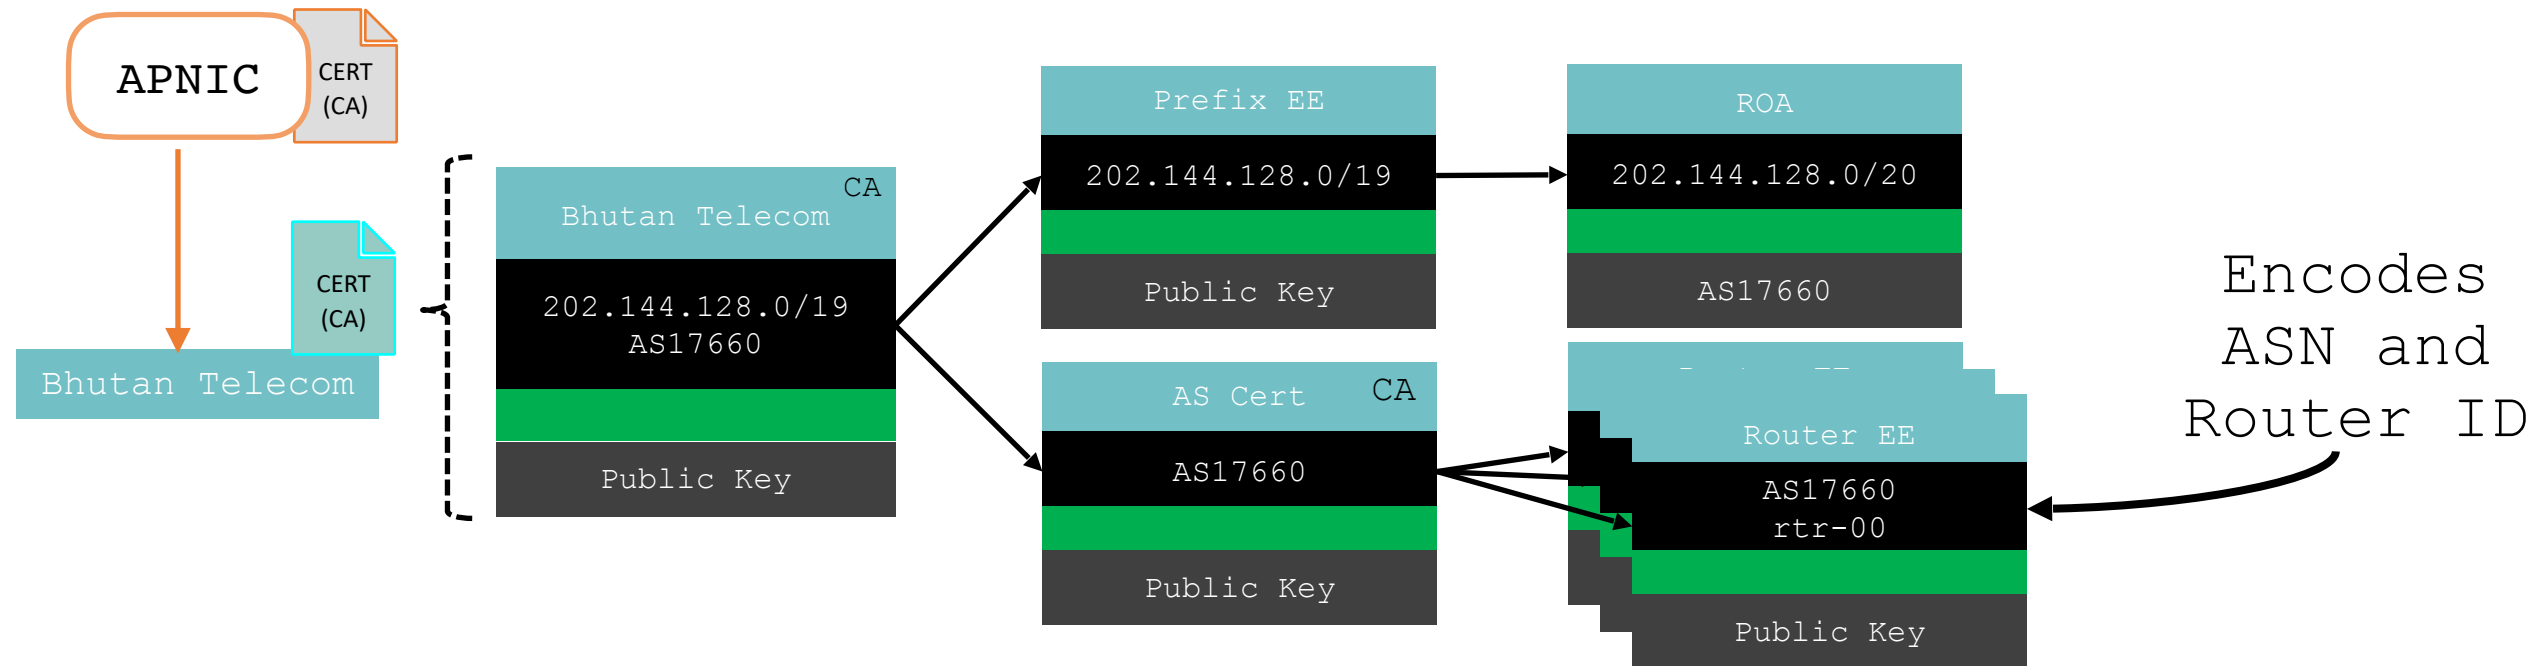 APNIC
CERT
(CA)
CERT
(CA)
Bhutan Telecom
CA
Bhutan Telecom
202.144.128.0/19
AS17660
Public Key
Prefix EE
202.144.128.0/19
Public Key
ROA
202.144.128.0/20
AS17660
AS Cert
CA
AS17660
Public Key
Router EE
AS17660
rtr-00
Public Key
Encodes
ASN and
Router ID